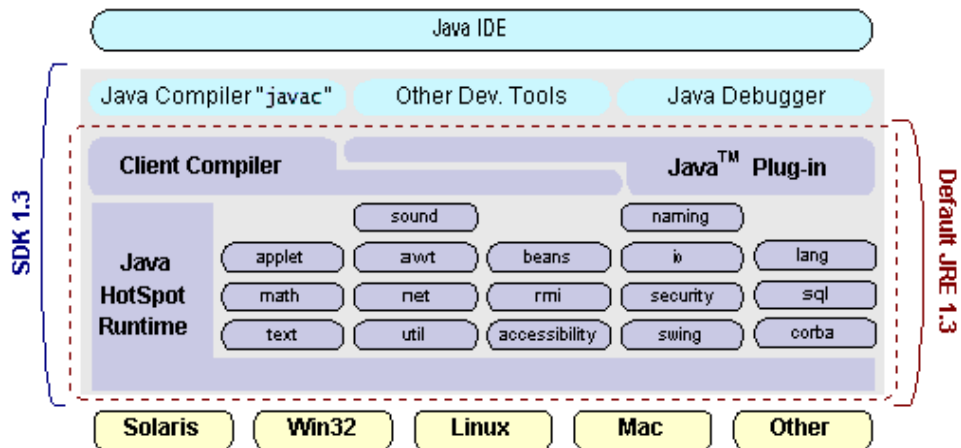 Java IDE
Java Compiler "javac" Other Dev. Tools Java Debugger
Client Compiler Java™ Plug-in
sound naming
applet awt beans io lang
math net rmi security sql
text util accessibility swing corba
Java
HotSpot
Runtime
SDK 1.3
Default JRE 1.3
Solaris Win32 Linux Mac Other